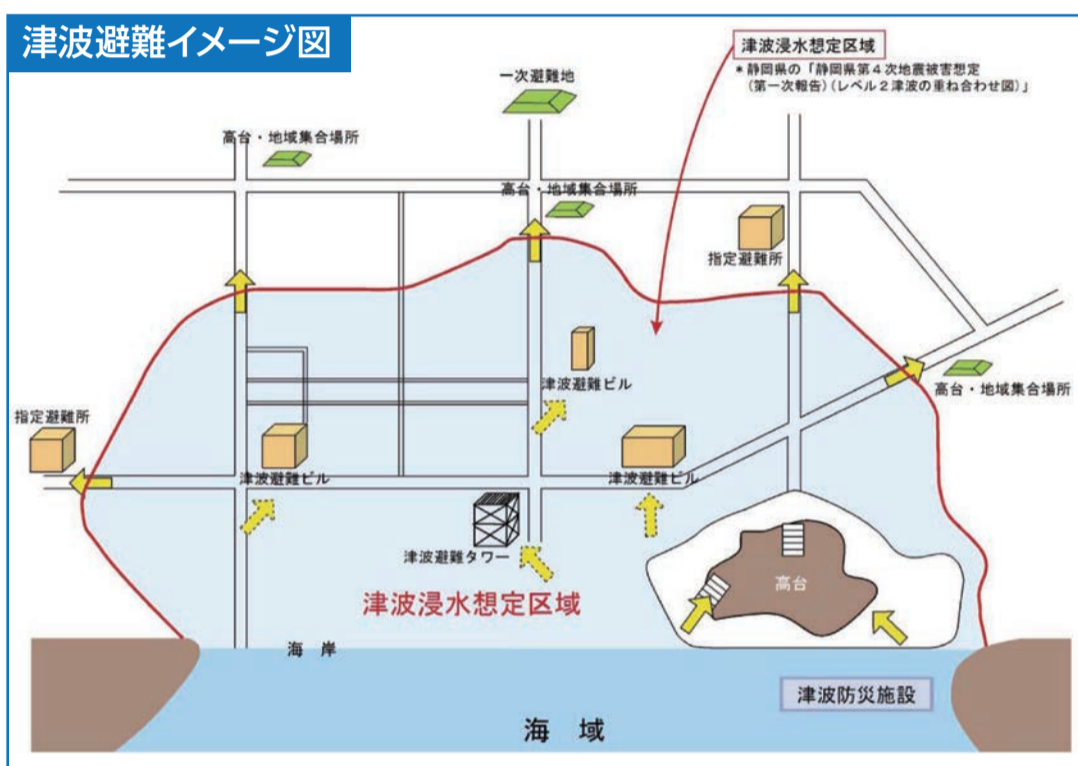 津波避難イメージ図
津波浸水想定区域
*静岡県の「静岡県第4次地震被害想定
(第一次報告)(レベル2津波の重ね合わせ図)」
一次避難地
高台・地域集合場所
高台・地域集合場所
指定避難所
津波避難ビル
高台・地域集合場所
指定避難所
津波避難ビル
津波避難ビル
津波避難タワー
高台
津波浸水想定区域
海 岸
津波防災施設
海 域